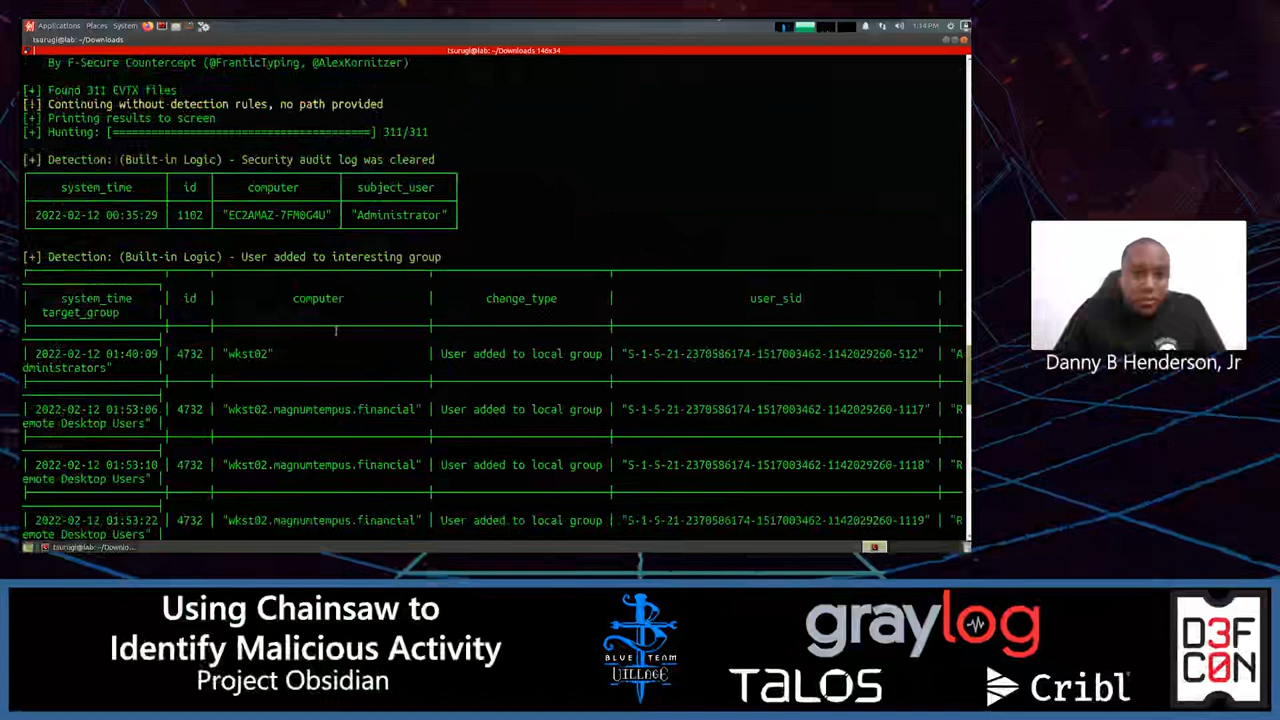 Applications Places System
1:14 PM
tsurugi@lab: ~/Downloads
tsurugi@lab: ~/Downloads 146x34
By F-Secure Countercept (@FranticTyping, @AlexKornitzer)
[+] Found 311 EVTX files
[!] Continuing without detection rules, no path provided
[+] Printing results to screen
[+] Hunting: [========================================] 311/311
[+] Detection: (Built-in Logic) - Security audit log was cleared
system_time id computer subject_user
2022-02-12 00:35:29 1102 "EC2AMAZ-7FM0G4U" "Administrator"
[+] Detection: (Built-in Logic) - User added to interesting group
system_time id computer change_type user_sid
target_group
2022-02-12 01:40:09 4732 "wkst02" User added to local group "S-1-5-21-2370586174-1517003462-1142029260-512" "A
dministrators"
2022-02-12 01:53:06 4732 "wkst02.magnumtempus.financial" User added to local group "S-1-5-21-2370586174-1517003462-1142029260-1117" "R
emote Desktop Users"
2022-02-12 01:53:10 4732 "wkst02.magnumtempus.financial" User added to local group "S-1-5-21-2370586174-1517003462-1142029260-1118" "R
emote Desktop Users"
2022-02-12 01:53:22 4732 "wkst02.magnumtempus.financial" User added to local group "S-1-5-21-2370586174-1517003462-1142029260-1119" "R
emote Desktop Users"
tsurugi@lab: ~/Downlo...
Danny B Henderson, Jr
Using Chainsaw to
Identify Malicious Activity
Project Obsidian
BLUE TEAM
VILLAGE
graylog
TALOS
Cribl
D3F
C0N